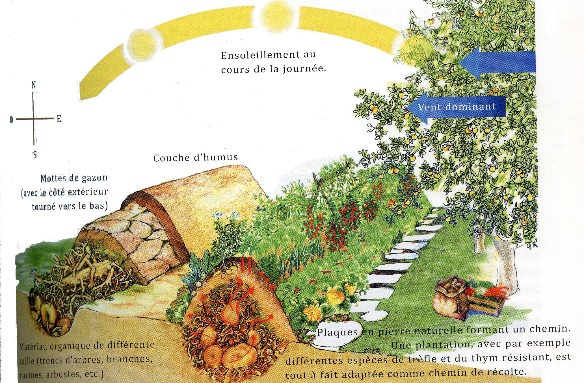 Ensoleillement au
cours de la journée.
Vent dominant
N
O E
S
Couche d'humus
Mottes de gazon
(avec le côté extérieur
tourné vers le bas)
Matériau organique de différente
taille (troncs d'arbres, branches,
racines, arbustes, etc.)
Plaques en pierre naturelle formant un chemin.
Une plantation, avec par exemple
différentes espèces de trèfle et du thym résistant, est
tout à fait adaptée comme chemin de récolte.